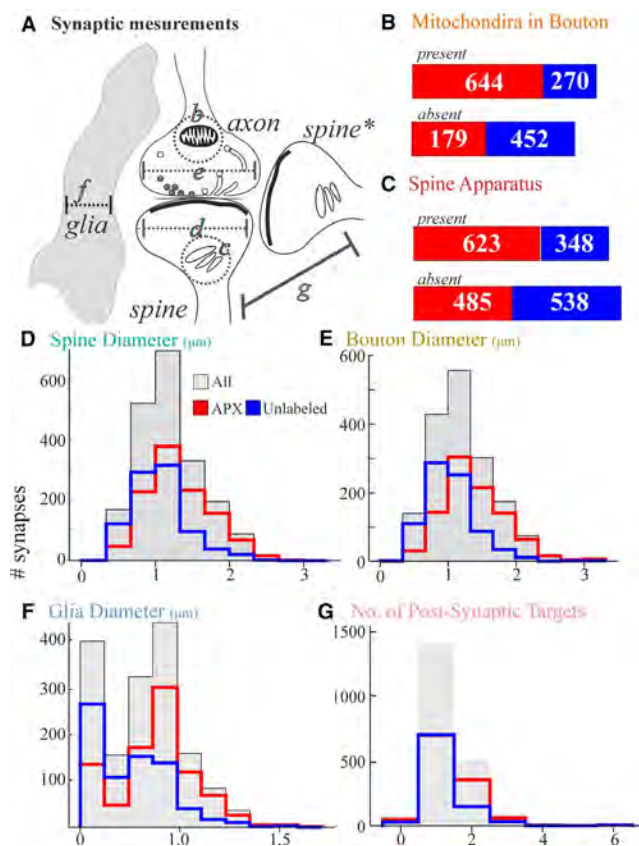 A Synaptic mesurements
b
axon
spine*
e
f
glia
d
c
spine
g
B Mitochondira in Bouton
present
644 270
absent
179 452
C Spine Apparatus
present
623 348
absent
485 538
D Spine Diameter (μm)
All
APX Unlabeled
# synapses
600
400
200
0
0 1 2 3
E Bouton Diameter (μm)
600
400
200
0
0 1 2 3
F Glia Diameter (μm)
400
300
200
100
0 1.0 1.5
G No. of Post-Synaptic Targets
1500
1000
500
0
0 2 4 6